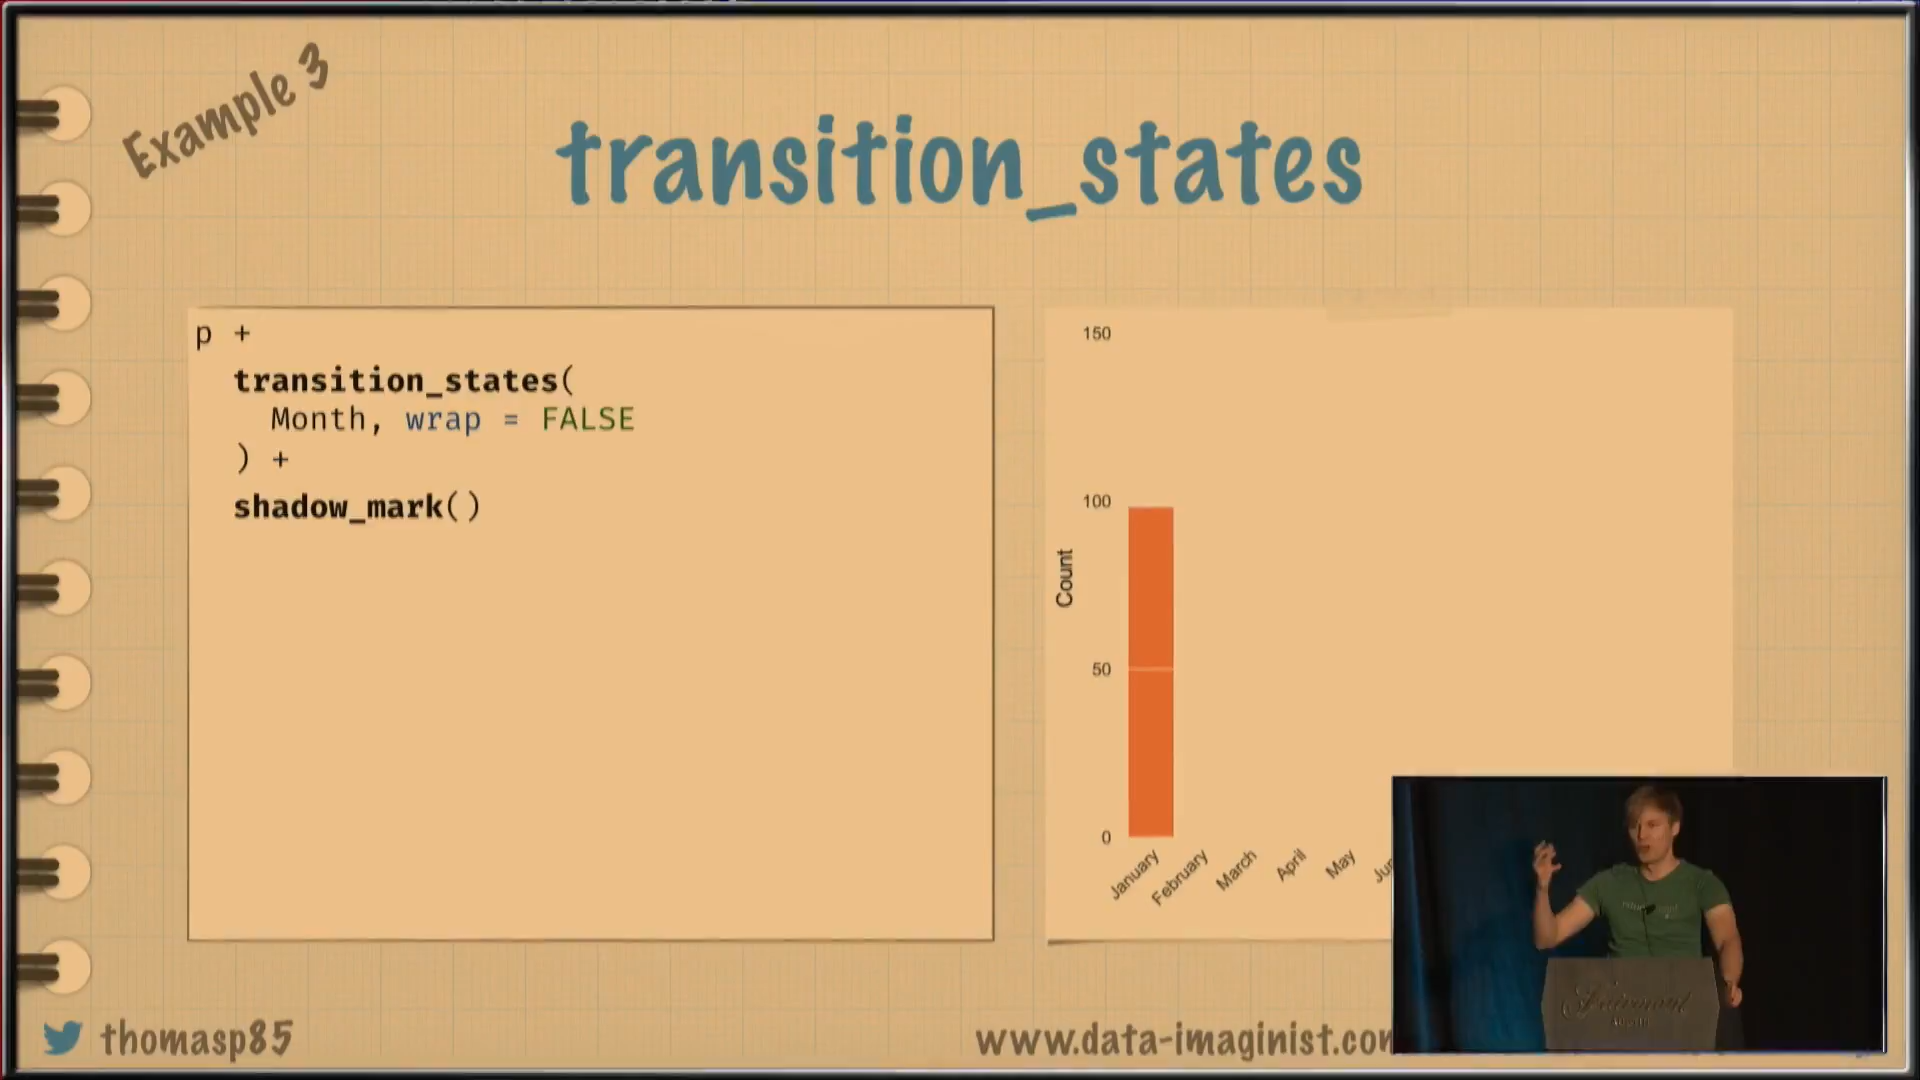 Example 3
transition_states
p +
transition_states(
Month, wrap = FALSE
) +
shadow_mark()
150
100
50
0
Count
January
February
March
April
May
thomasp85
www.data-imaginist.com